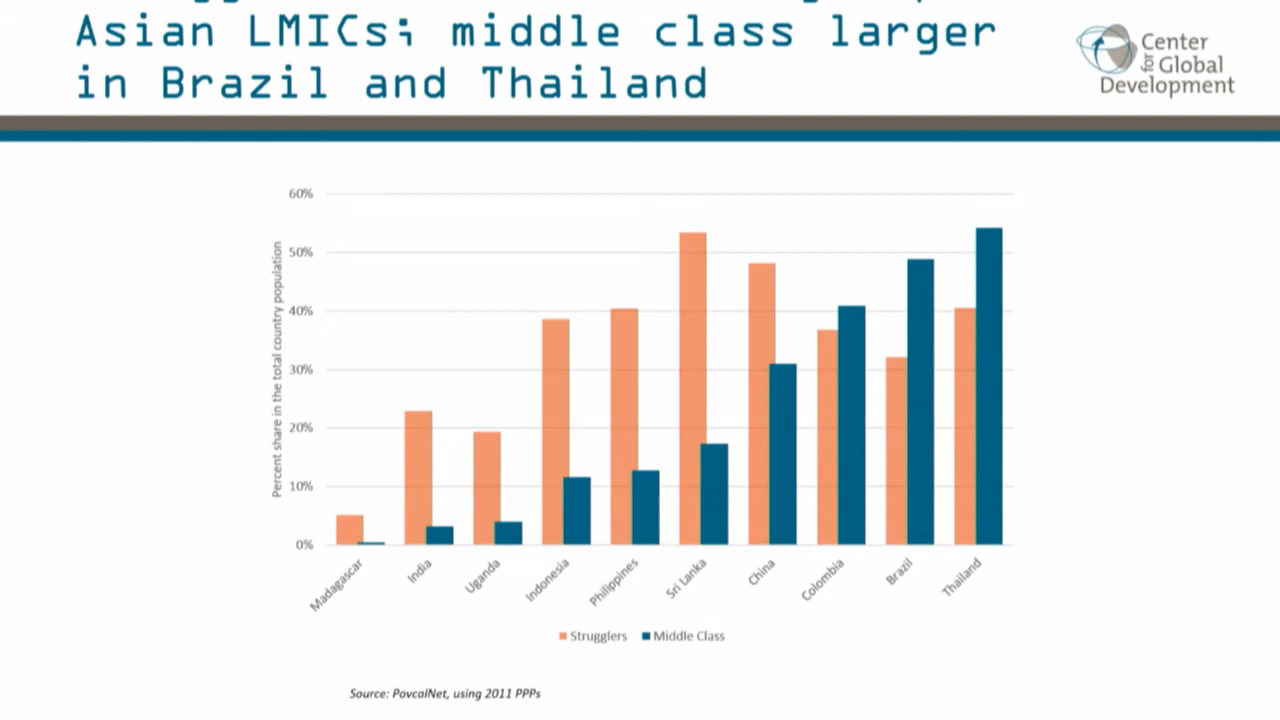 Asian LMICs; middle class larger
in Brazil and Thailand
Center
for Global
Development
60%
50%
40%
30%
20%
10%
0%
Percent share in the total country population
Madagascar
India
Uganda
Indonesia
Philippines
Sri Lanka
China
Colombia
Brazil
Thailand
Strugglers
Middle Class
Source: PovcalNet, using 2011 PPPs